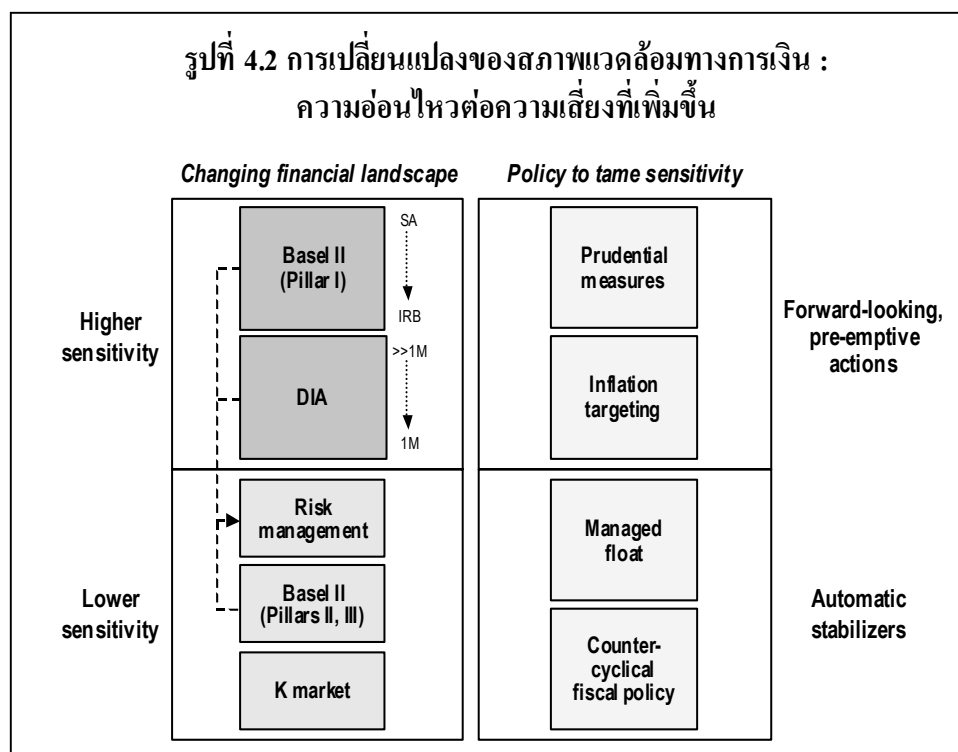 รูปที่ 4.2 การเปลี่ยนแปลงของสภาพแวดล้อมทางการเงิน :
ความอ่อนไหวต่อความเสี่ยงที่เพิ่มขึ้น
Changing financial landscape
Policy to tame sensitivity
Higher
sensitivity
Basel II
(Pillar I)
SA
IRB
DIA
>>1M
1M
Prudential
measures
Inflation
targeting
Forward-looking,
pre-emptive
actions
Lower
sensitivity
Risk
management
Basel II
(Pillars II, III)
K market
Managed
float
Counter-
cyclical
fiscal policy
Automatic
stabilizers